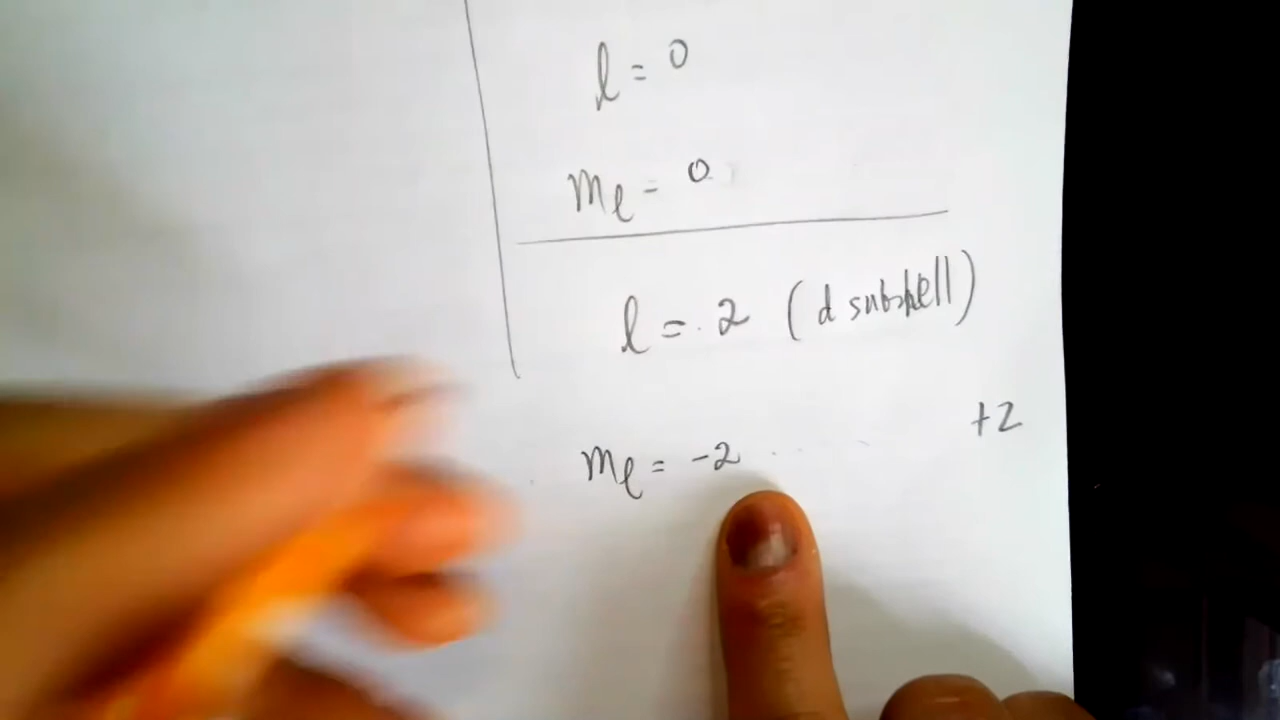 l = 0
ml = 0
l = 2 (d subshell)
ml = -2 +2